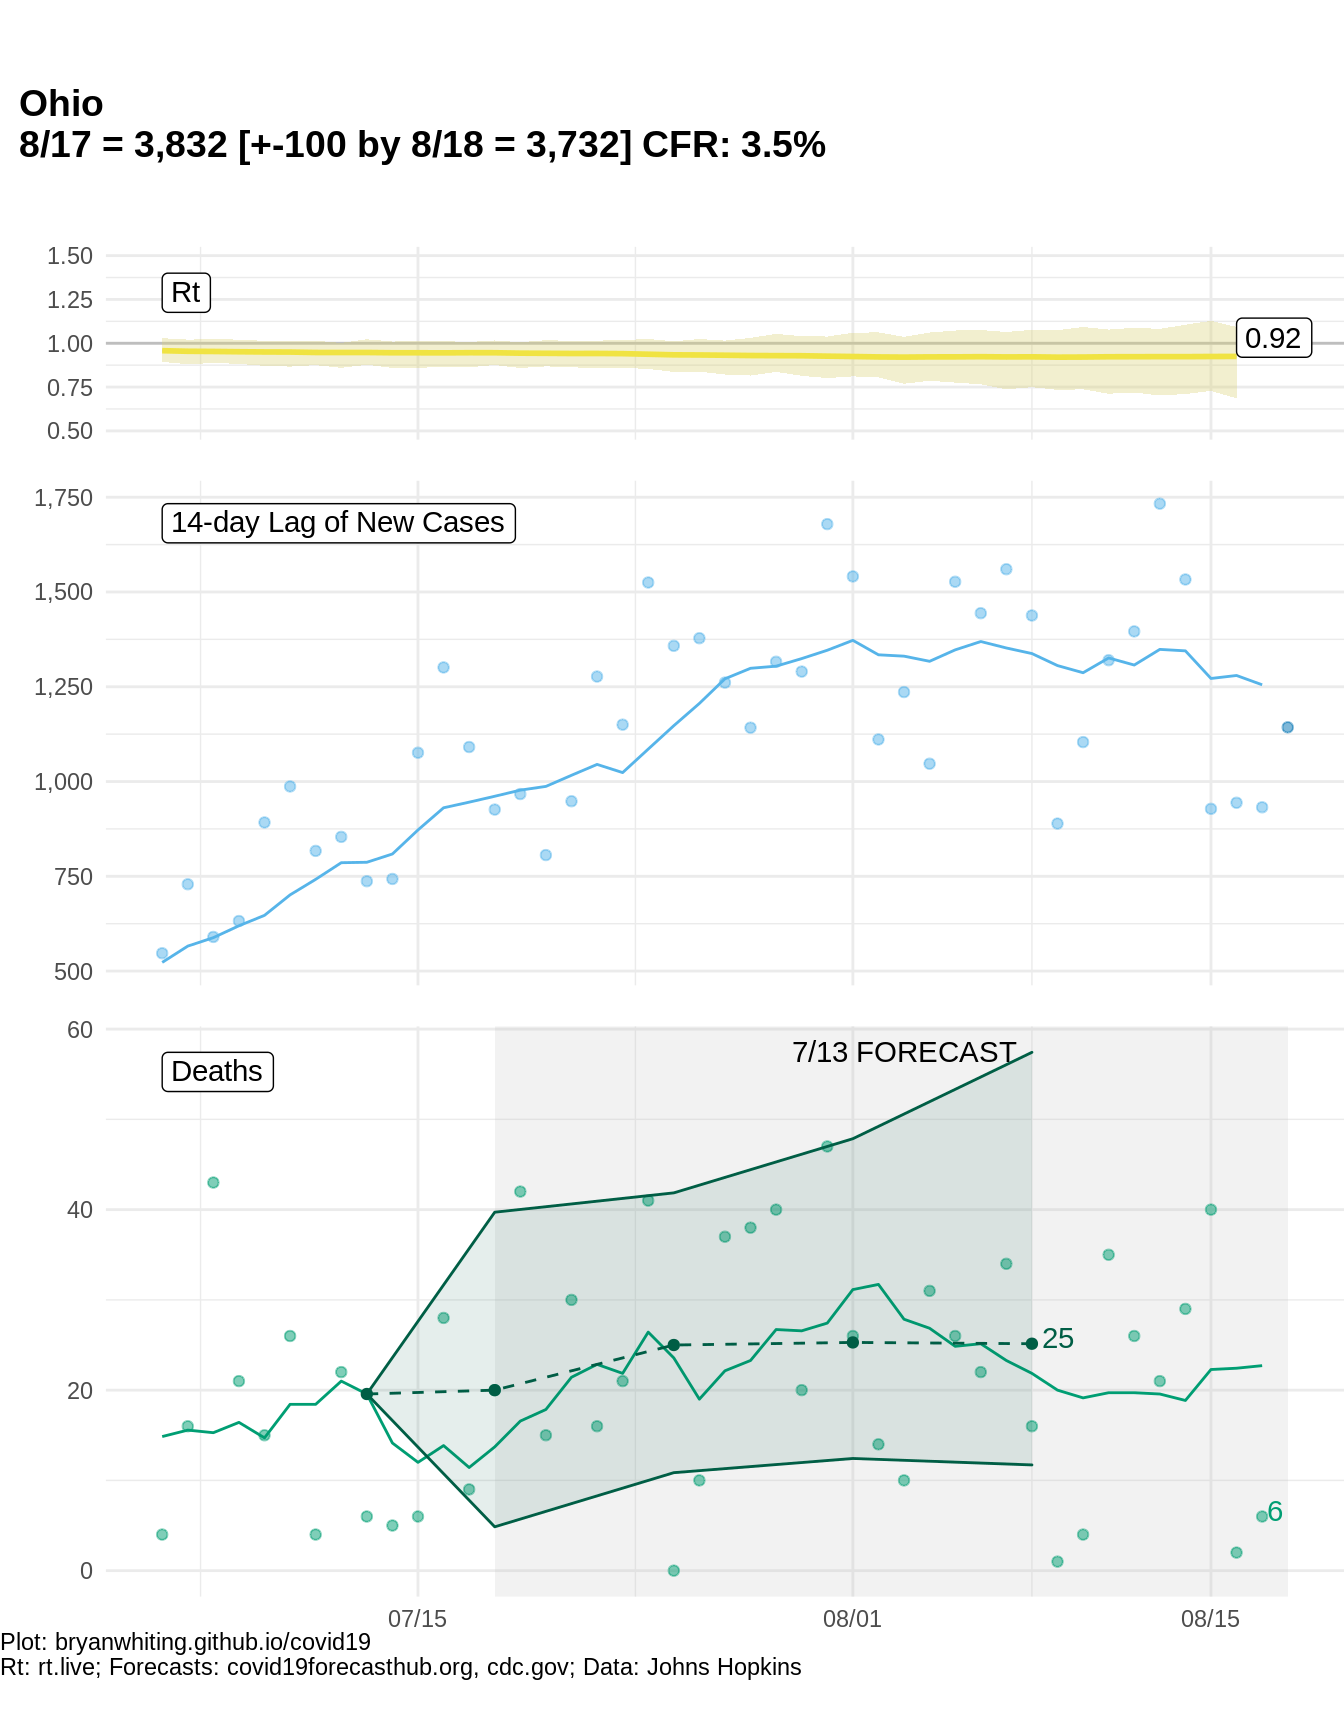 Ohio
8/17 = 3,832 [+-100 by 8/18 = 3,732] CFR: 3.5%
1.50
Rt
1.25
1.00
0.92
0.75
0.50
1,750
14-day Lag of New Cases
1,500
1,250
1,000
750
500
60
7/13 FORECAST
Deaths
40
25
20
6
0
07/15 08/01 08/15
Plot: bryanwhiting.github.io/covid19
Rt: rt.live; Forecasts: covid19forecasthub.org, cdc.gov; Data: Johns Hopkins